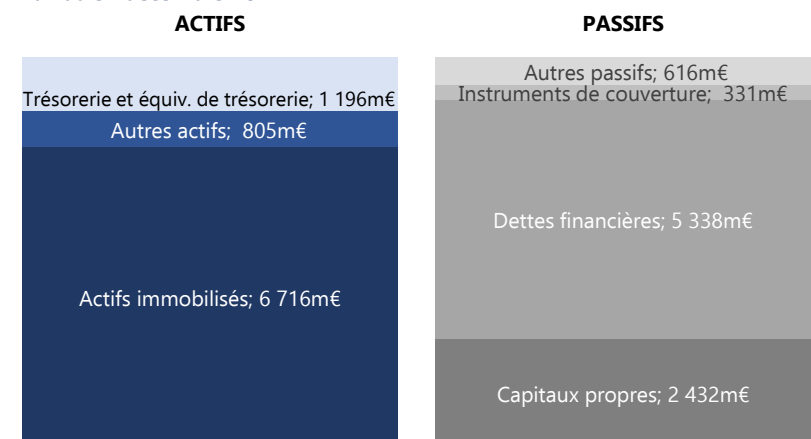 ACTIFS
PASSIFS
Trésorerie et équiv. de trésorerie; 1 196m€
Autres actifs; 805m€
Actifs immobilisés; 6 716m€
Autres passifs; 616m€
Instruments de couverture; 331m€
Dettes financières; 5 338m€
Capitaux propres; 2 432m€